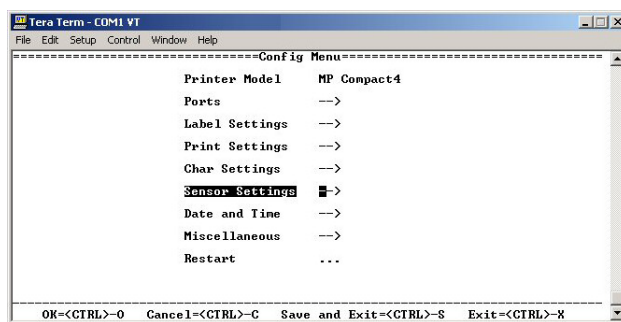 Tera Term - COM1 VT
File Edit Setup Control Window Help
==============================Config Menu==============================
Printer Model MP Compact4
Ports -->
Label Settings -->
Print Settings -->
Char Settings -->
Sensor Settings -->
Date and Time -->
Miscellaneous -->
Restart ...
OK=<CTRL>-O Cancel=<CTRL>-C Save and Exit=<CTRL>-S Exit=<CTRL>-X